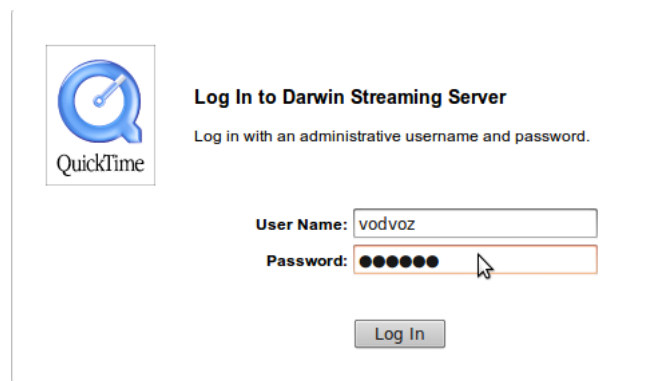 Log In to Darwin Streaming Server
Log in with an administrative username and password.
QuickTime
User Name: vodvoz
Password: ●●●●●●
Log In